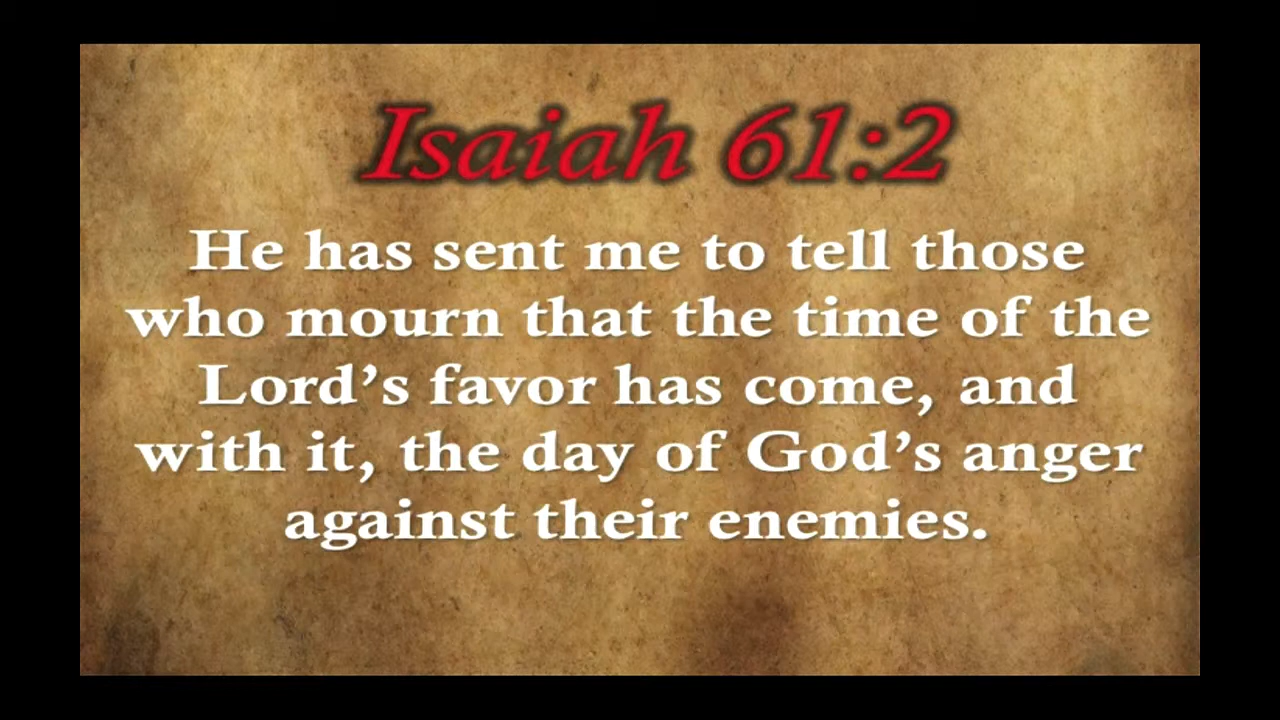 Isaiah 61:2
He has sent me to tell those
who mourn that the time of the
Lord’s favor has come, and
with it, the day of God’s anger
against their enemies.